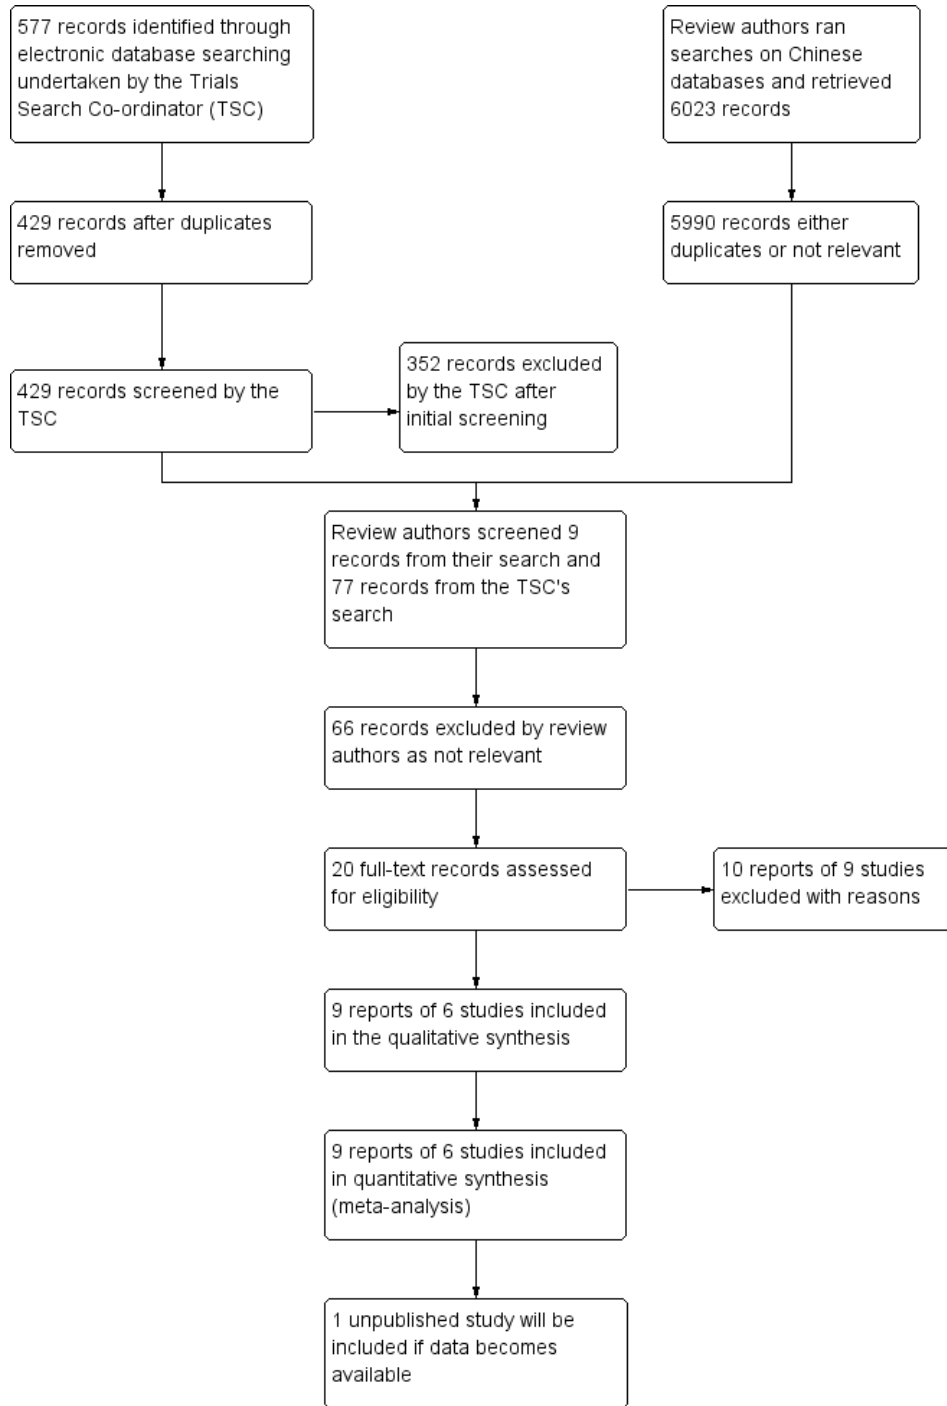 577 records identified through
electronic database searching
undertaken by the Trials
Search Co-ordinator (TSC)
Review authors ran
searches on Chinese
databases and retrieved
6023 records
429 records after duplicates
removed
5990 records either
duplicates or not relevant
429 records screened by the
TSC
352 records excluded
by the TSC after
initial screening
Review authors screened 9
records from their search and
77 records from the TSC's
search
66 records excluded by review
authors as not relevant
20 full-text records assessed
for eligibility
10 reports of 9 studies
excluded with reasons
9 reports of 6 studies included
in the qualitative synthesis
9 reports of 6 studies included
in quantitative synthesis
(meta-analysis)
1 unpublished study will be
included if data becomes
available